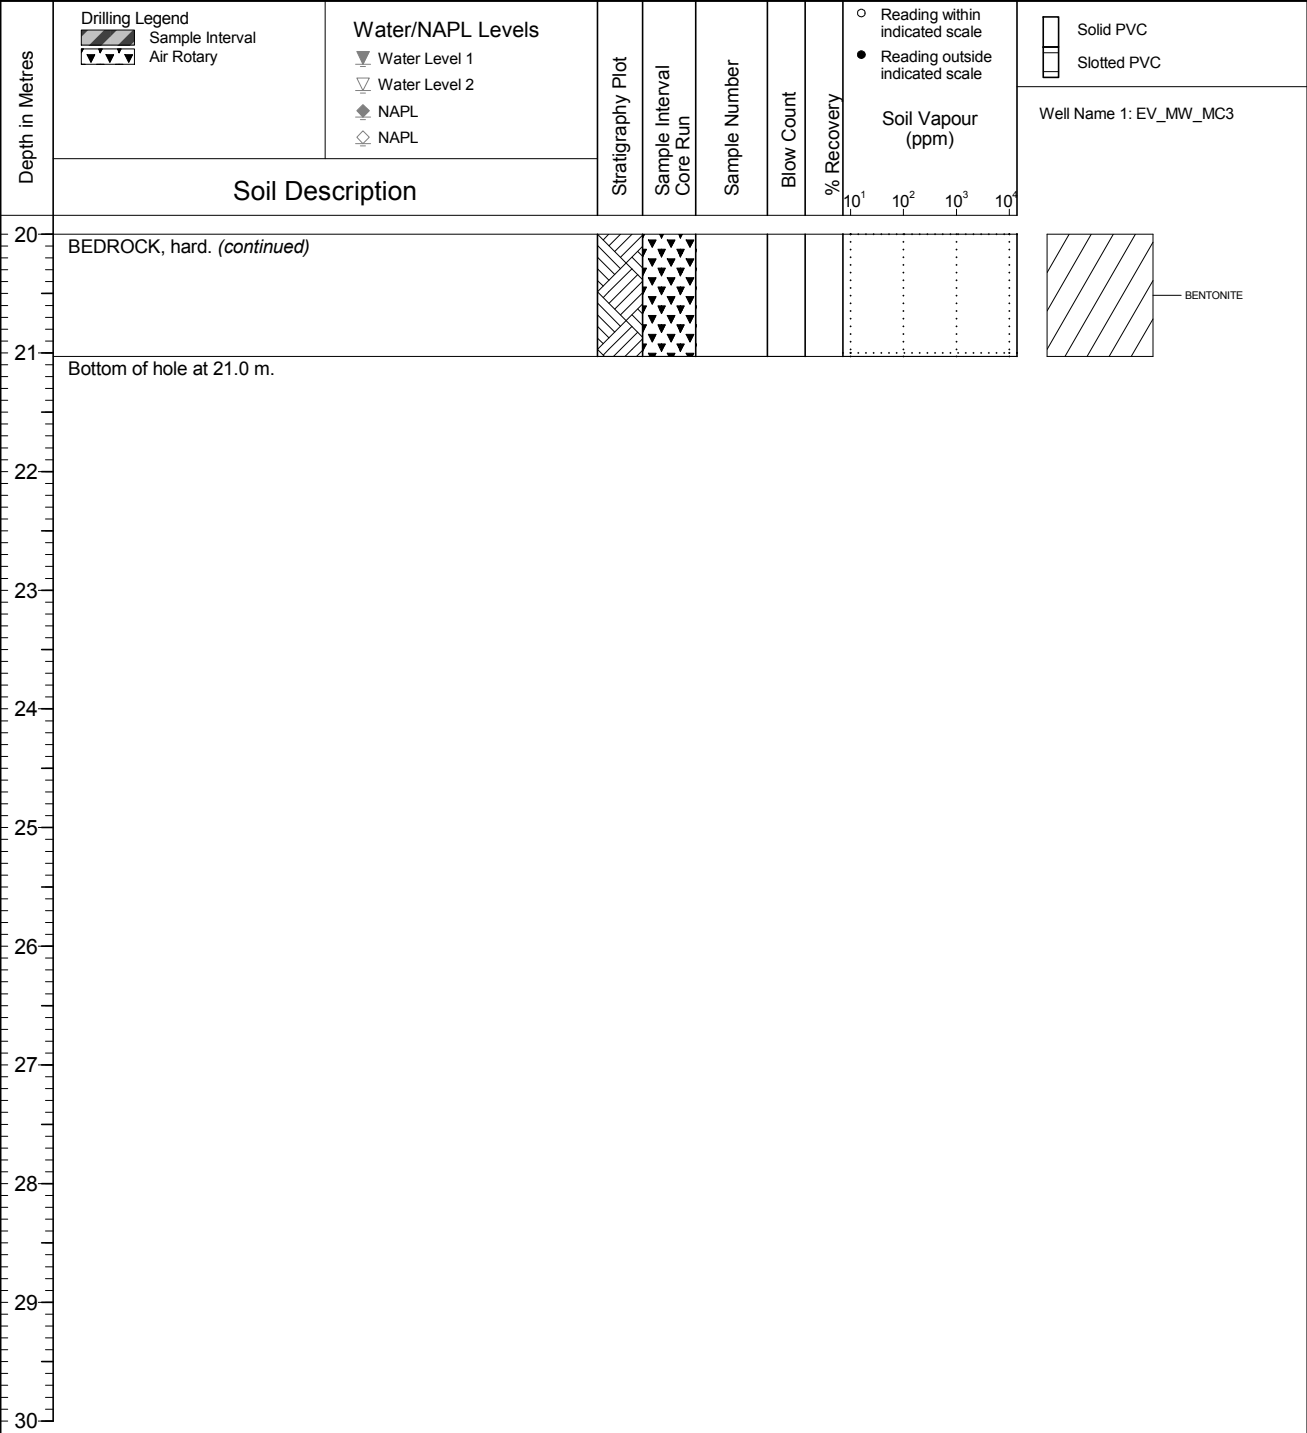 Depth in Metres
Drilling Legend
Sample Interval
Air Rotary
Water/NAPL Levels
Water Level 1
Water Level 2
NAPL
NAPL
Soil Description
Stratigraphy Plot
Sample Interval
Core Run
Sample Number
Blow Count
% Recovery
Reading within
indicated scale
Reading outside
indicated scale
Soil Vapour
(ppm)
10¹ 10² 10³ 10⁴
Solid PVC
Slotted PVC
Well Name 1: EV_MW_MC3
20
BEDROCK, hard. (continued)
BENTONITE
21
Bottom of hole at 21.0 m.
22
23
24
25
26
27
28
29
30